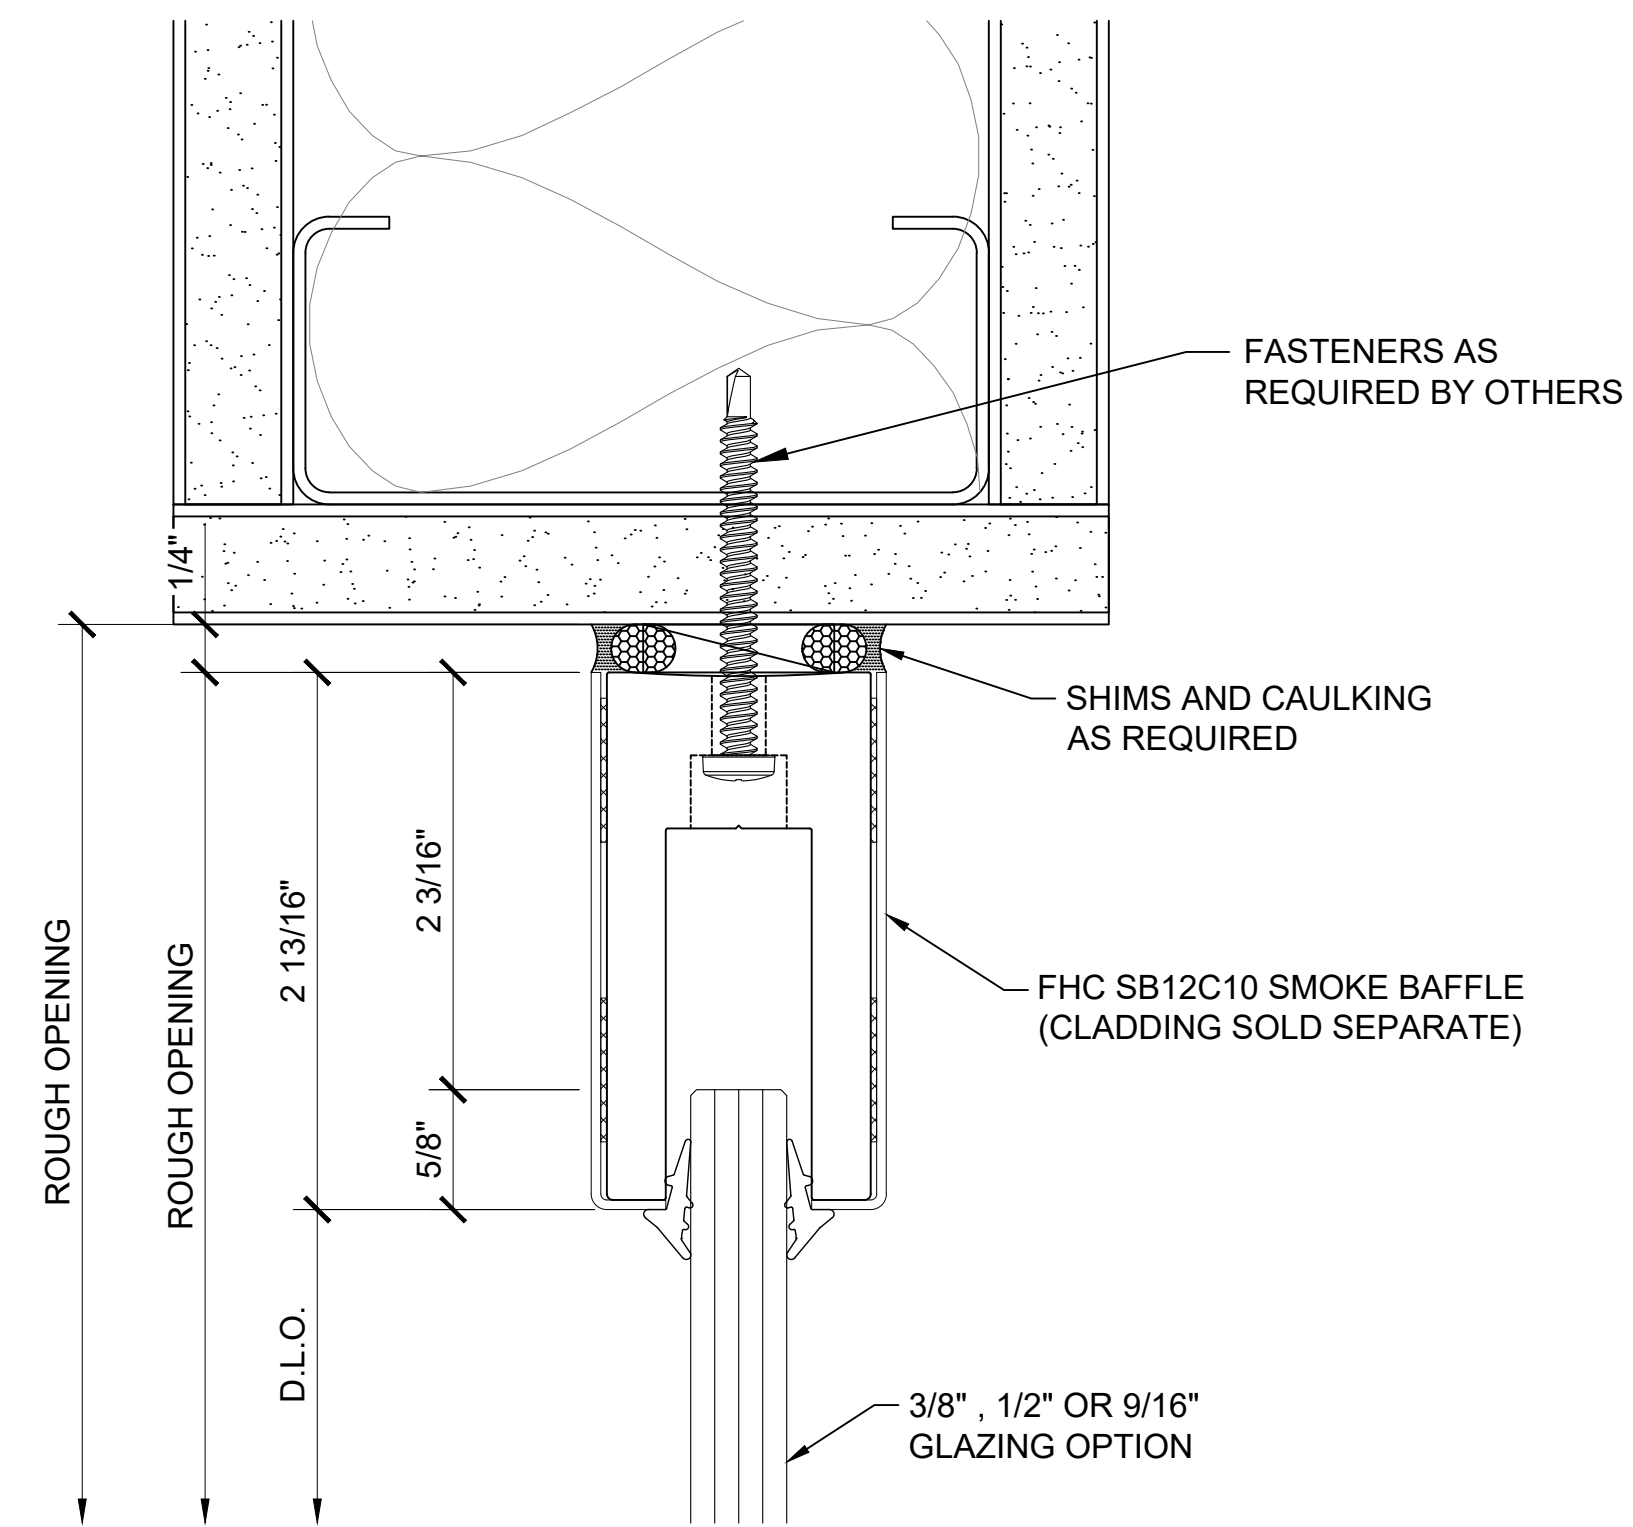 FASTENERS AS
REQUIRED BY OTHERS
1/4"
SHIMS AND CAULKING
AS REQUIRED
2 3/16"
2 13/16"
ROUGH OPENING
ROUGH OPENING
FHC SB12C10 SMOKE BAFFLE
(CLADDING SOLD SEPARATE)
5/8"
D.L.O.
3/8" , 1/2" OR 9/16"
GLAZING OPTION